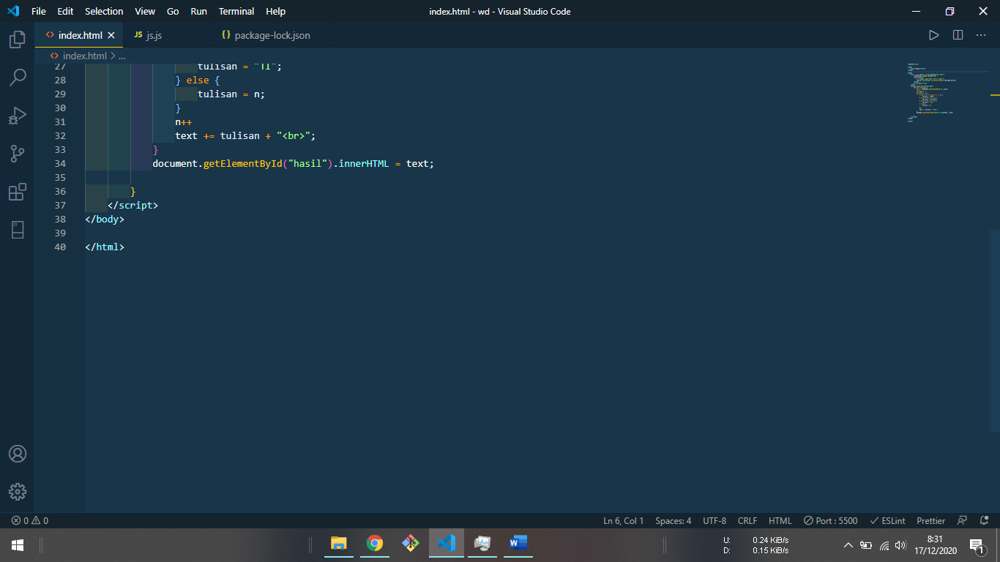 File Edit Selection View Go Run Terminal Help
index.html - wd - Visual Studio Code
index.html
JS js.js
{} package-lock.json
<> index.html > ...
27 tulisan = "TI";
28 } else {
29 tulisan = n;
30 }
31 n++
32 text += tulisan + "<br>";
33 }
34 document.getElementById("hasil").innerHTML = text;
35
36 }
37 </script>
38 </body>
39
40 </html>
0 0
Ln 6, Col 1 Spaces: 4 UTF-8 CRLF HTML Port : 5500 ESLint Prettier
U: 0.24 KiB/s
D: 0.15 KiB/s
8:31
17/12/2020
1